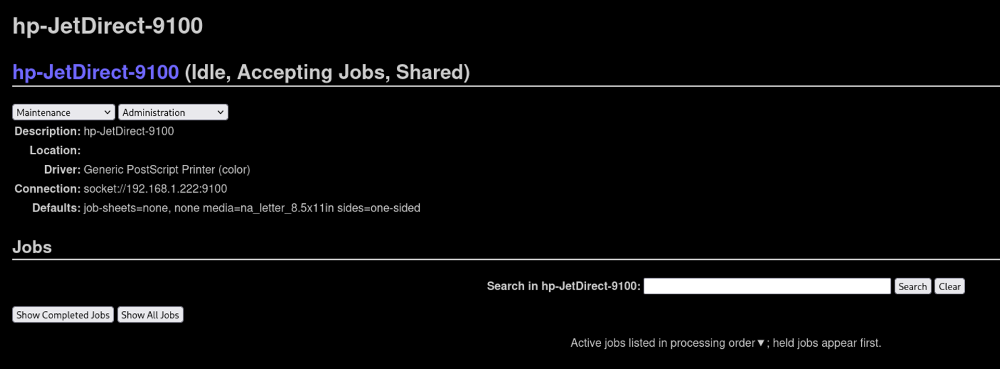 hp-JetDirect-9100
hp-JetDirect-9100 (Idle, Accepting Jobs, Shared)
Maintenance Administration
Description: hp-JetDirect-9100
Location:
Driver: Generic PostScript Printer (color)
Connection: socket://192.168.1.222:9100
Defaults: job-sheets=none, none media=na_letter_8.5x11in sides=one-sided
Jobs
Search in hp-JetDirect-9100: Search Clear
Show Completed Jobs Show All Jobs
Active jobs listed in processing order▼; held jobs appear first.